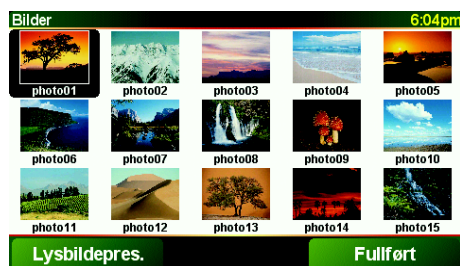 Bilder 6:04pm
photo01 photo02 photo03 photo04 photo05
photo06 photo07 photo08 photo09 photo10
photo11 photo12 photo13 photo14 photo15
Lysbildepres. Fullført